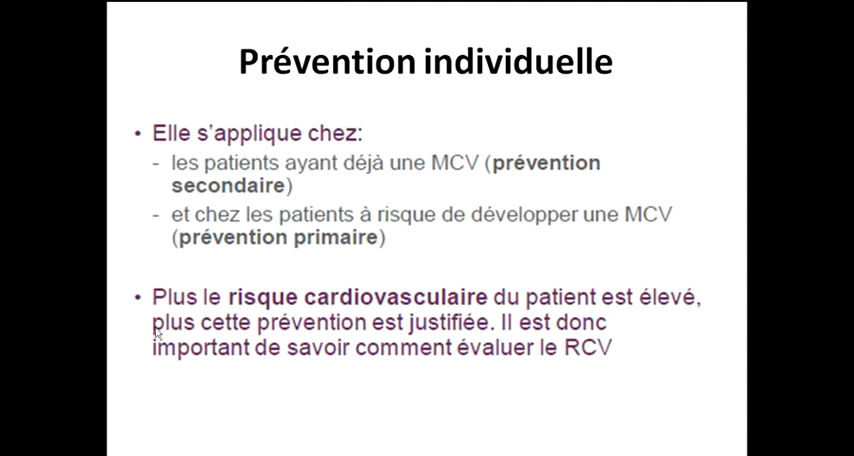 Prévention individuelle
• Elle s'applique chez:
- les patients ayant déjà une MCV (prévention
secondaire)
- et chez les patients à risque de développer une MCV
(prévention primaire)
• Plus le risque cardiovasculaire du patient est élevé,
plus cette prévention est justifiée. Il est donc
important de savoir comment évaluer le RCV